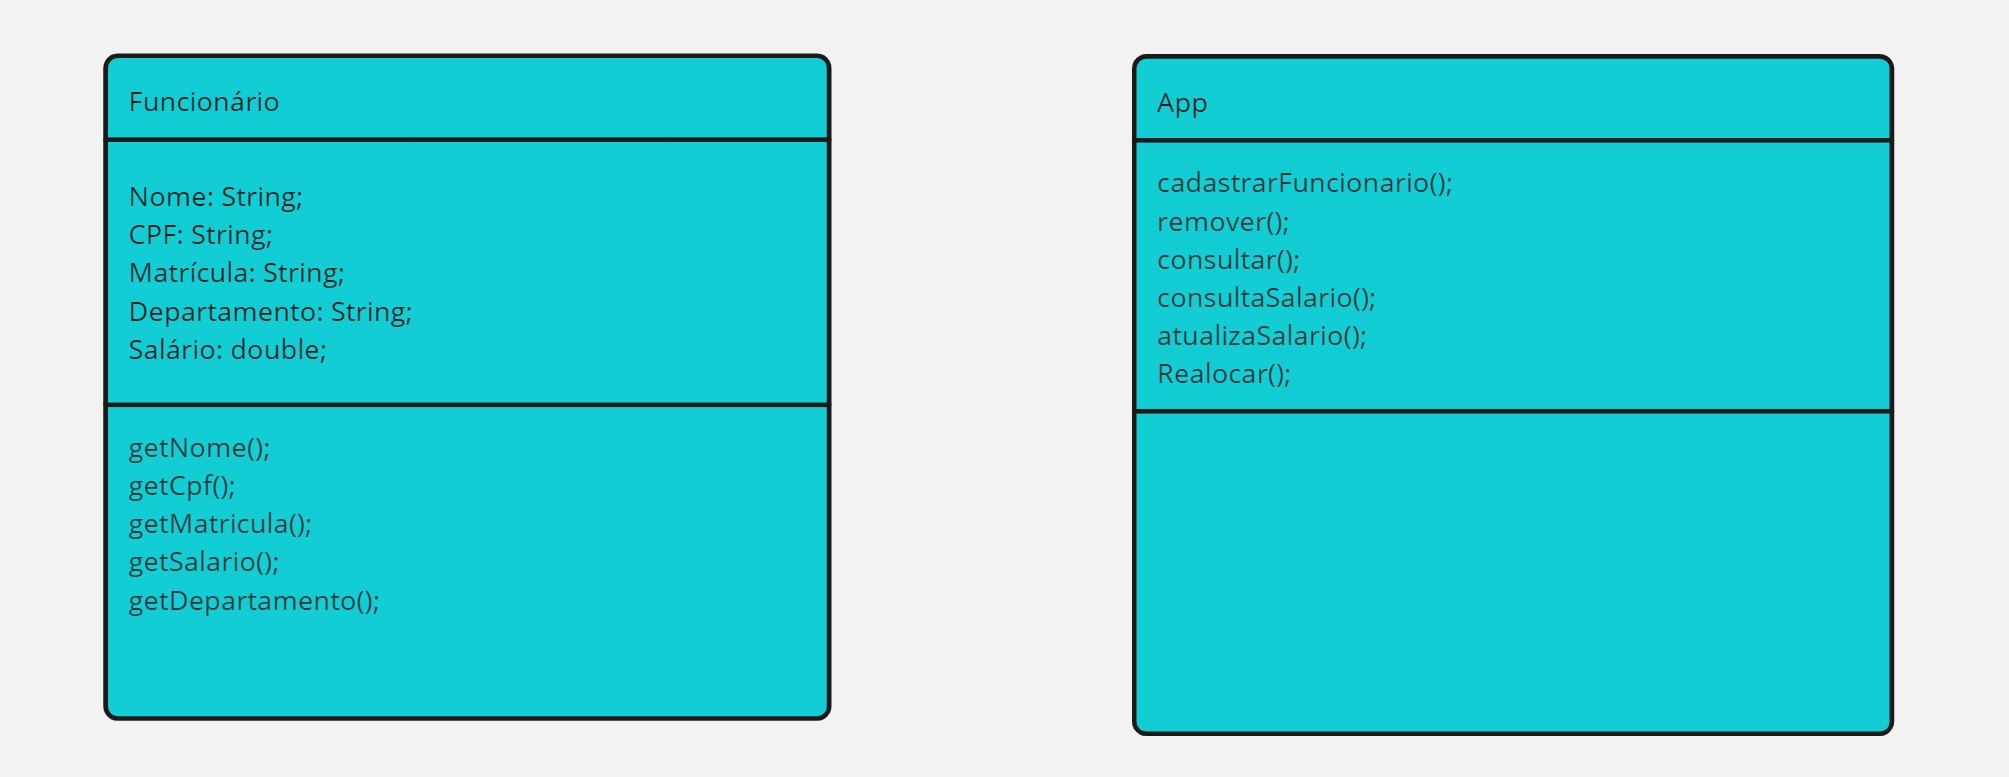 Funcionário
Nome: String;
CPF: String;
Matrícula: String;
Departamento: String;
Salário: double;
getNome();
getCpf();
getMatricula();
getSalario();
getDepartamento();
App
cadastrarFuncionario();
remover();
consultar();
consultaSalario();
atualizaSalario();
Realocar();